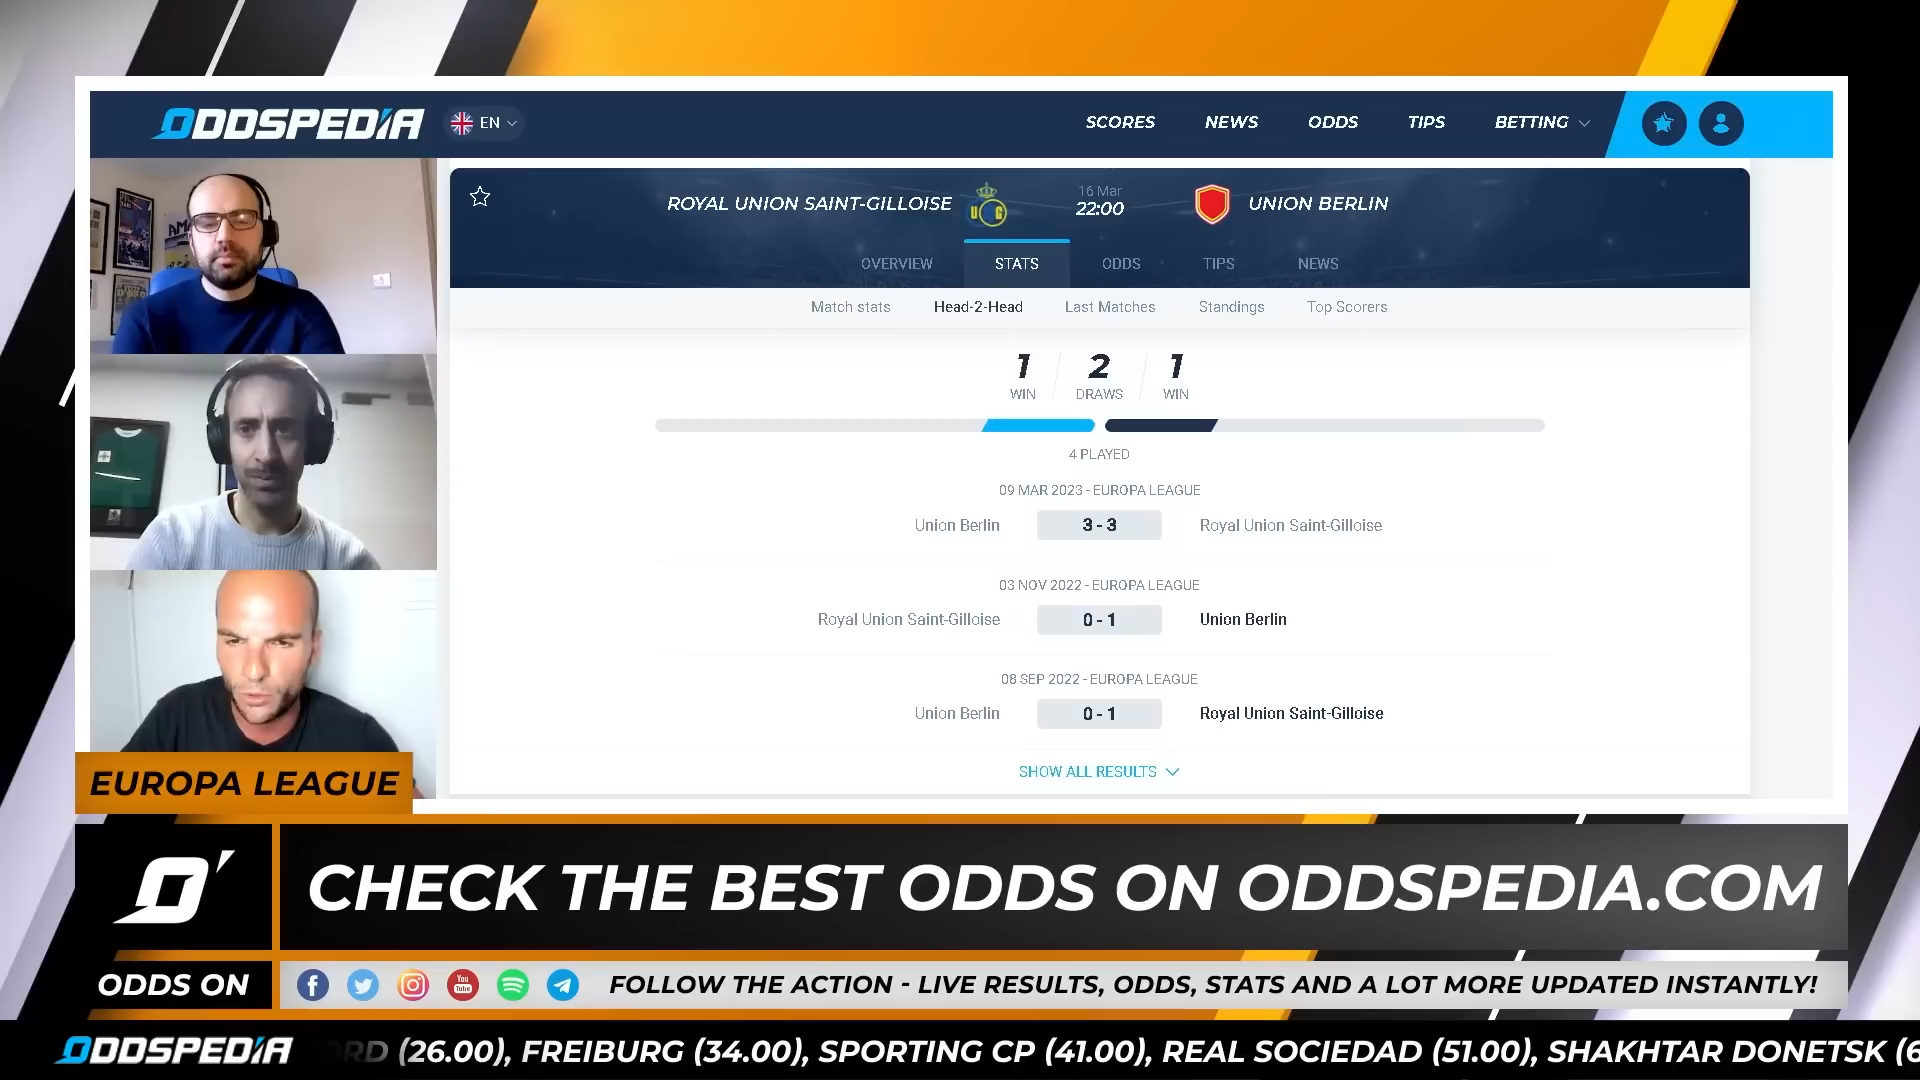 ODDSPEDIA
EN
SCORES
NEWS
ODDS
TIPS
BETTING
ROYAL UNION SAINT-GILLOISE
16 Mar
22:00
UNION BERLIN
OVERVIEW
STATS
ODDS
TIPS
NEWS
Match stats
Head-2-Head
Last Matches
Standings
Top Scorers
1 2 1
WIN DRAWS WIN
4 PLAYED
09 MAR 2023 - EUROPA LEAGUE
Union Berlin 3 - 3 Royal Union Saint-Gilloise
03 NOV 2022 - EUROPA LEAGUE
Royal Union Saint-Gilloise 0 - 1 Union Berlin
08 SEP 2022 - EUROPA LEAGUE
Union Berlin 0 - 1 Royal Union Saint-Gilloise
SHOW ALL RESULTS
EUROPA LEAGUE
CHECK THE BEST ODDS ON ODDSPEDIA.COM
ODDS ON
You Tube
FOLLOW THE ACTION - LIVE RESULTS, ODDS, STATS AND A LOT MORE UPDATED INSTANTLY!
ODDSPEDIA
RD (26.00), FREIBURG (34.00), SPORTING CP (41.00), REAL SOCIEDAD (51.00), SHAKHTAR DONETSK (6